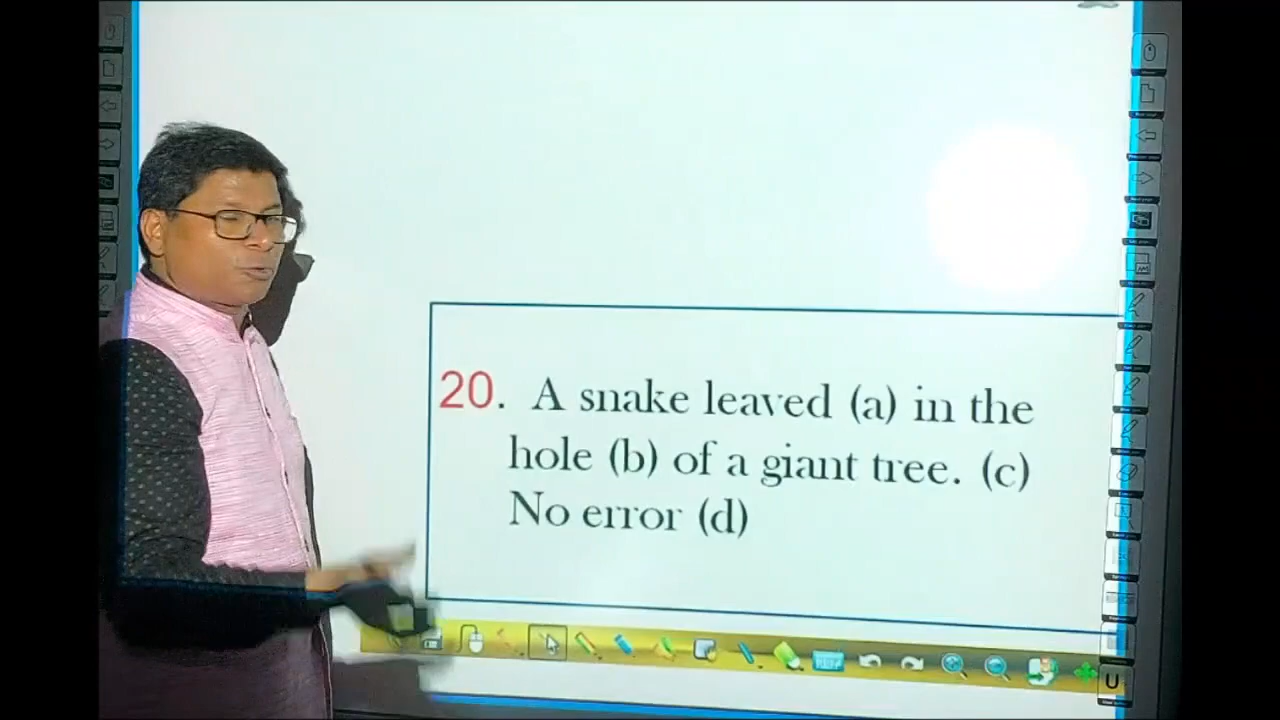 20. A snake leaved (a) in the
hole (b) of a giant tree. (c)
No error (d)
U